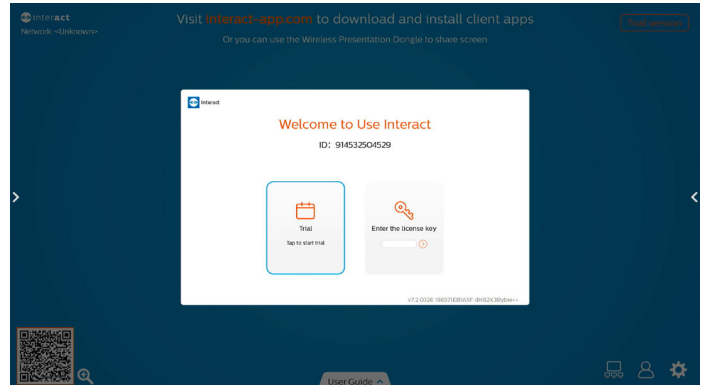 interact
Network: <Unknown>
Visit interact-app.com to download and install client apps
Or you can use the Wireless Presentation Dongle to share screen
Trial version
Interact
Welcome to Use Interact
ID: 914532504529
Trial
Tap to start trial
Enter the license key
User Guide